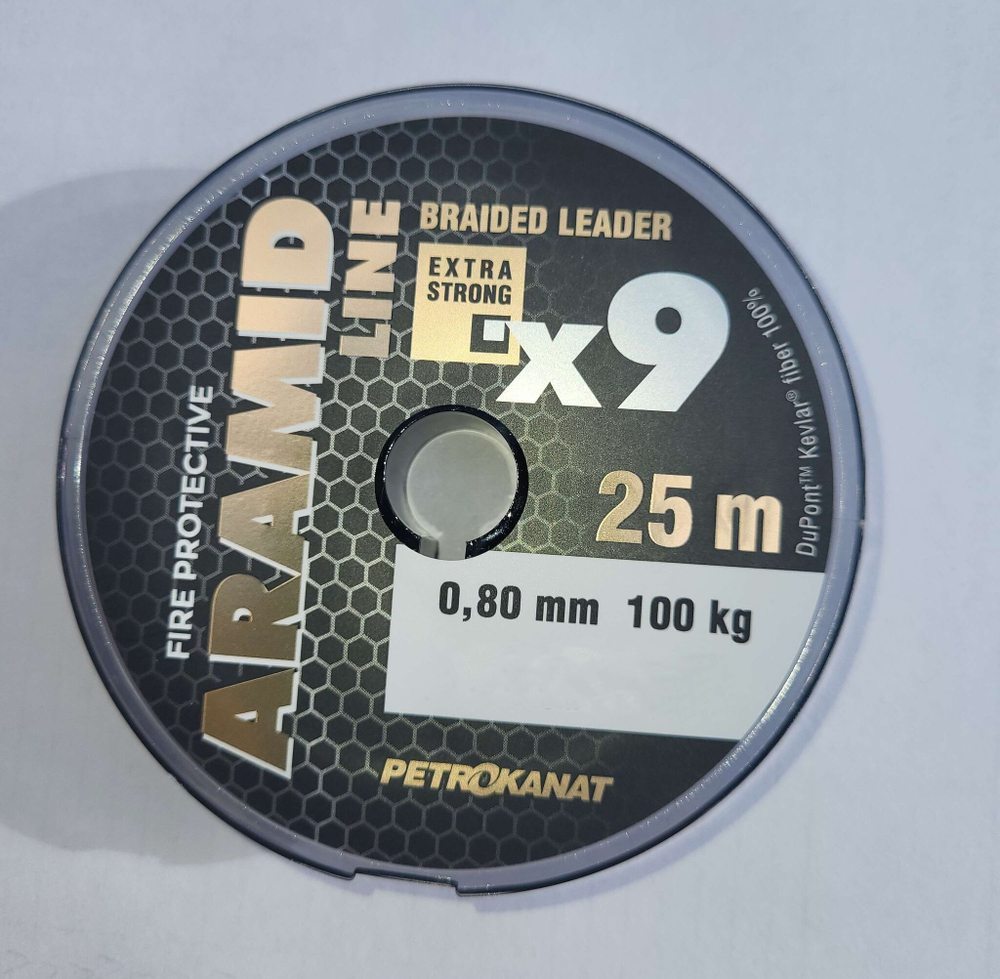 FIRE PROTECTIVE
ARAMID
LINE
BRAIDED LEADER
EXTRA
STRONG
x9
25 m
DuPont™ Kevlar® fiber 100%
0,80 mm 100 kg
PETROKANAT